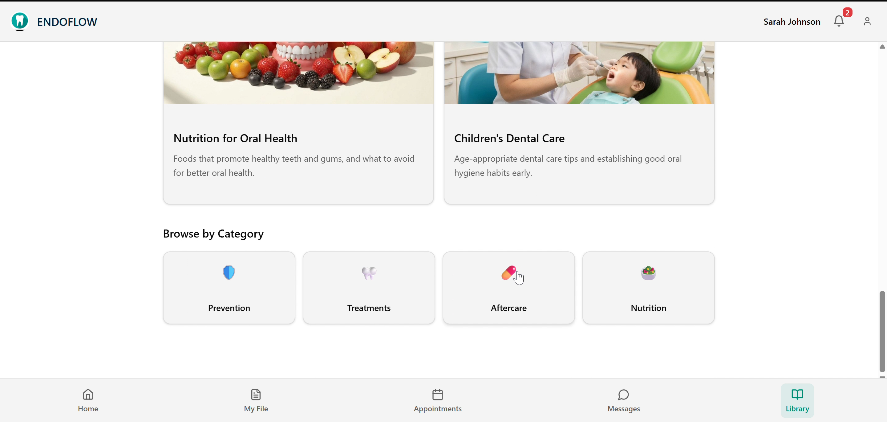 ENDOFLOW
Sarah Johnson
2
Nutrition for Oral Health
Foods that promote healthy teeth and gums, and what to avoid
for better oral health.
Children's Dental Care
Age-appropriate dental care tips and establishing good oral
hygiene habits early.
Browse by Category
Prevention
Treatments
Aftercare
Nutrition
Home
My File
Appointments
Messages
Library